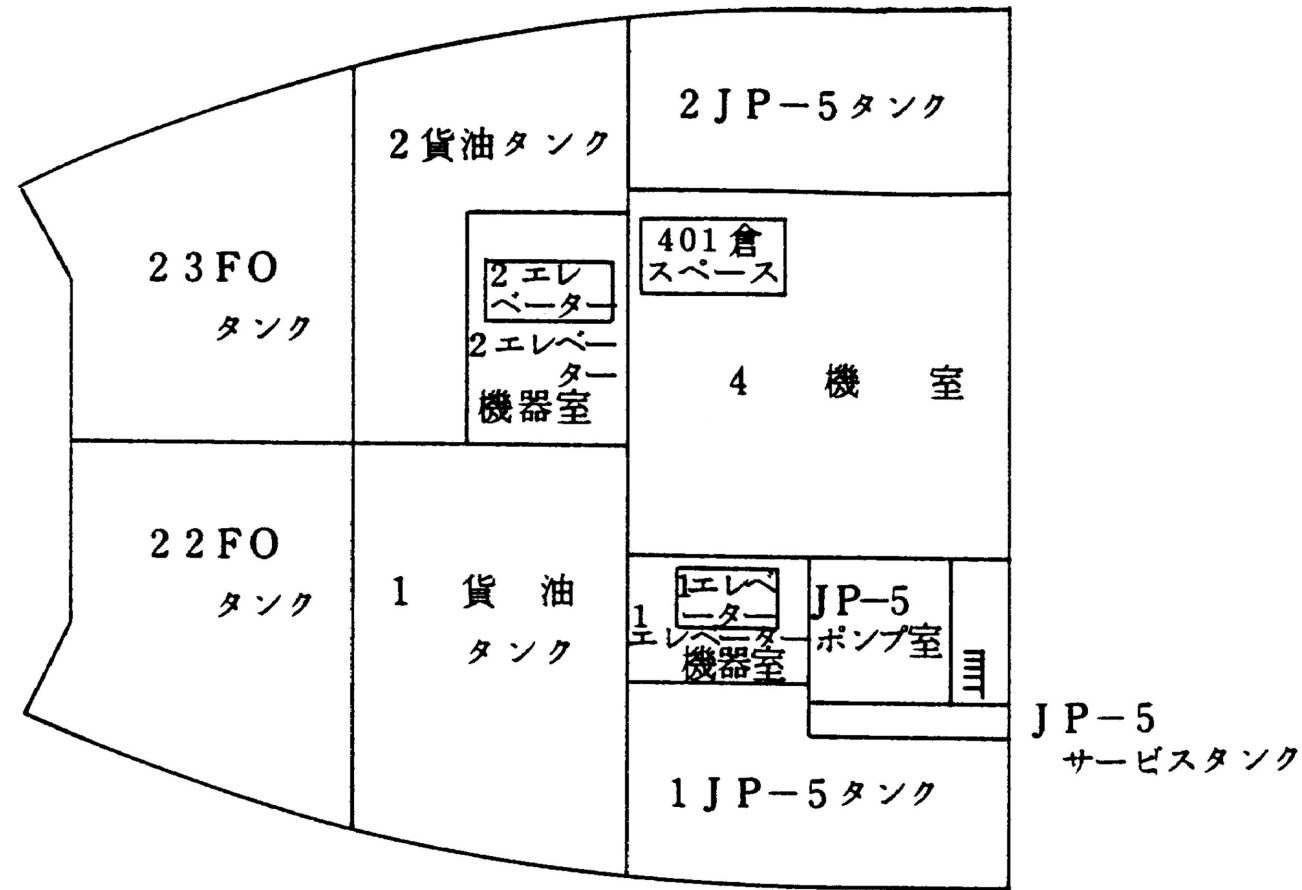 2JP-5タンク
2貨油タンク
401倉
スペース
23FO
タンク
2エレ
ベーター
2エレベー
ター
機器室
4 機 室
22FO
タンク
1 貨 油
タンク
1エレベ
ーター
1
エレベーター
機器室
JP-5
ポンプ室
JP-5
サービスタンク
1JP-5タンク